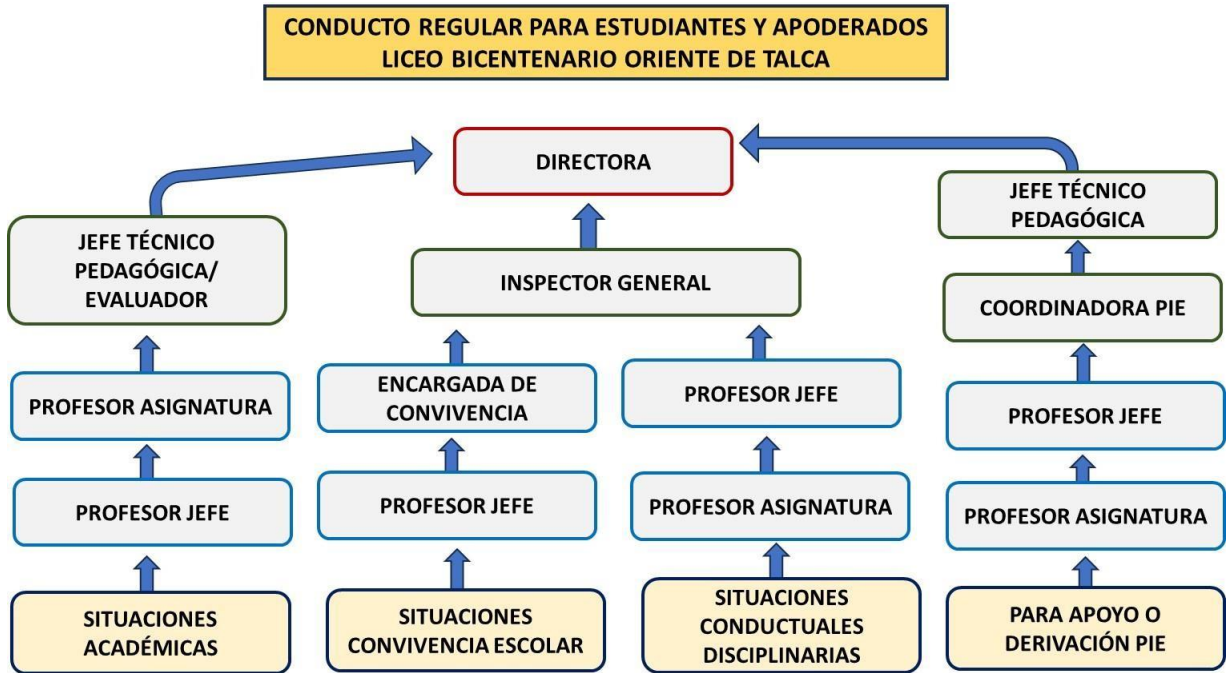 CONDUCTO REGULAR PARA ESTUDIANTES Y APODERADOS
LICEO BICENTENARIO ORIENTE DE TALCA
DIRECTORA
JEFE TÉCNICO
PEDAGÓGICA/
EVALUADOR
INSPECTOR GENERAL
JEFE TÉCNICO
PEDAGÓGICA
COORDINADORA PIE
PROFESOR ASIGNATURA
ENCARGADA DE
CONVIVENCIA
PROFESOR JEFE
PROFESOR JEFE
PROFESOR JEFE
PROFESOR JEFE
PROFESOR ASIGNATURA
PROFESOR ASIGNATURA
SITUACIONES
ACADÉMICAS
SITUACIONES
CONVIVENCIA ESCOLAR
SITUACIONES
CONDUCTUALES
DISCIPLINARIAS
PARA APOYO O
DERIVACIÓN PIE